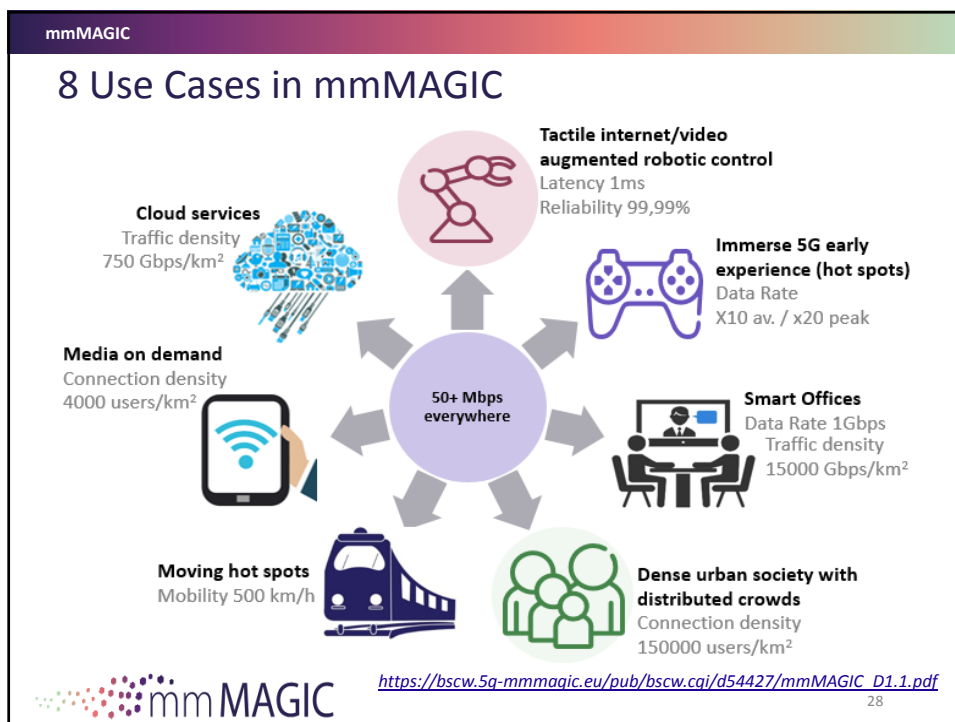 mmMAGIC
8 Use Cases in mmMAGIC
Tactile internet/video
augmented robotic control
Latency 1ms
Reliability 99,99%
Cloud services
Traffic density
750 Gbps/km²
Immerse 5G early
experience (hot spots)
Data Rate
X10 av. / x20 peak
Media on demand
Connection density
4000 users/km²
50+ Mbps
everywhere
Smart Offices
Data Rate 1Gbps
Traffic density
15000 Gbps/km²
Moving hot spots
Mobility 500 km/h
Dense urban society with
distributed crowds
Connection density
150000 users/km²
https://bscw.5g-mmmagic.eu/pub/bscw.cgi/d54427/mmMAGIC_D1.1.pdf
mmMAGIC
28